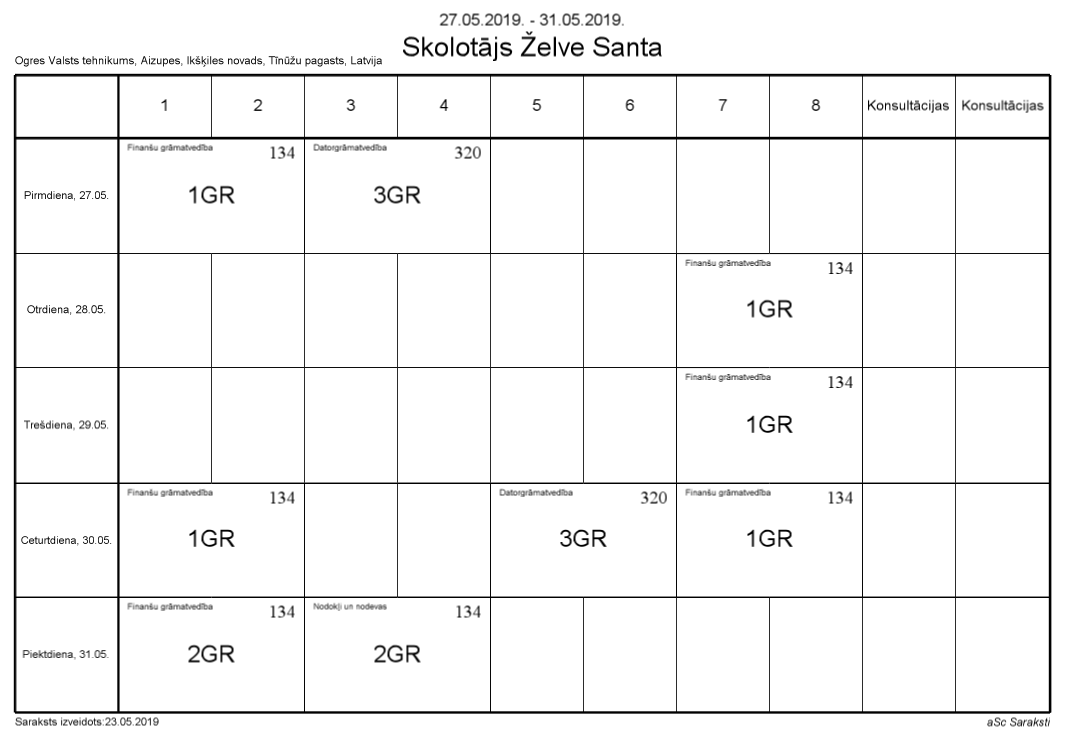 27.05.2019. - 31.05.2019.
Skolotājs Želve Santa
Ogres Valsts tehnikums, Aizupes, Ikšķiles novads, Tīnūžu pagasts, Latvija
1 2 3 4 5 6 7 8 Konsultācijas Konsultācijas
Finanšu grāmatvedība 134 Datorgrāmatvedība 320
Pirmdiena, 27.05. 1GR 3GR
Finanšu grāmatvedība 134
Otrdiena, 28.05. 1GR
Finanšu grāmatvedība 134
Trešdiena, 29.05. 1GR
Finanšu grāmatvedība 134 Datorgrāmatvedība 320 Finanšu grāmatvedība 134
Ceturtdiena, 30.05. 1GR 3GR 1GR
Finanšu grāmatvedība 134 Nodokļi un nodevas 134
Piektdiena, 31.05. 2GR 2GR
Saraksts izveidots:23.05.2019 aSc Saraksti